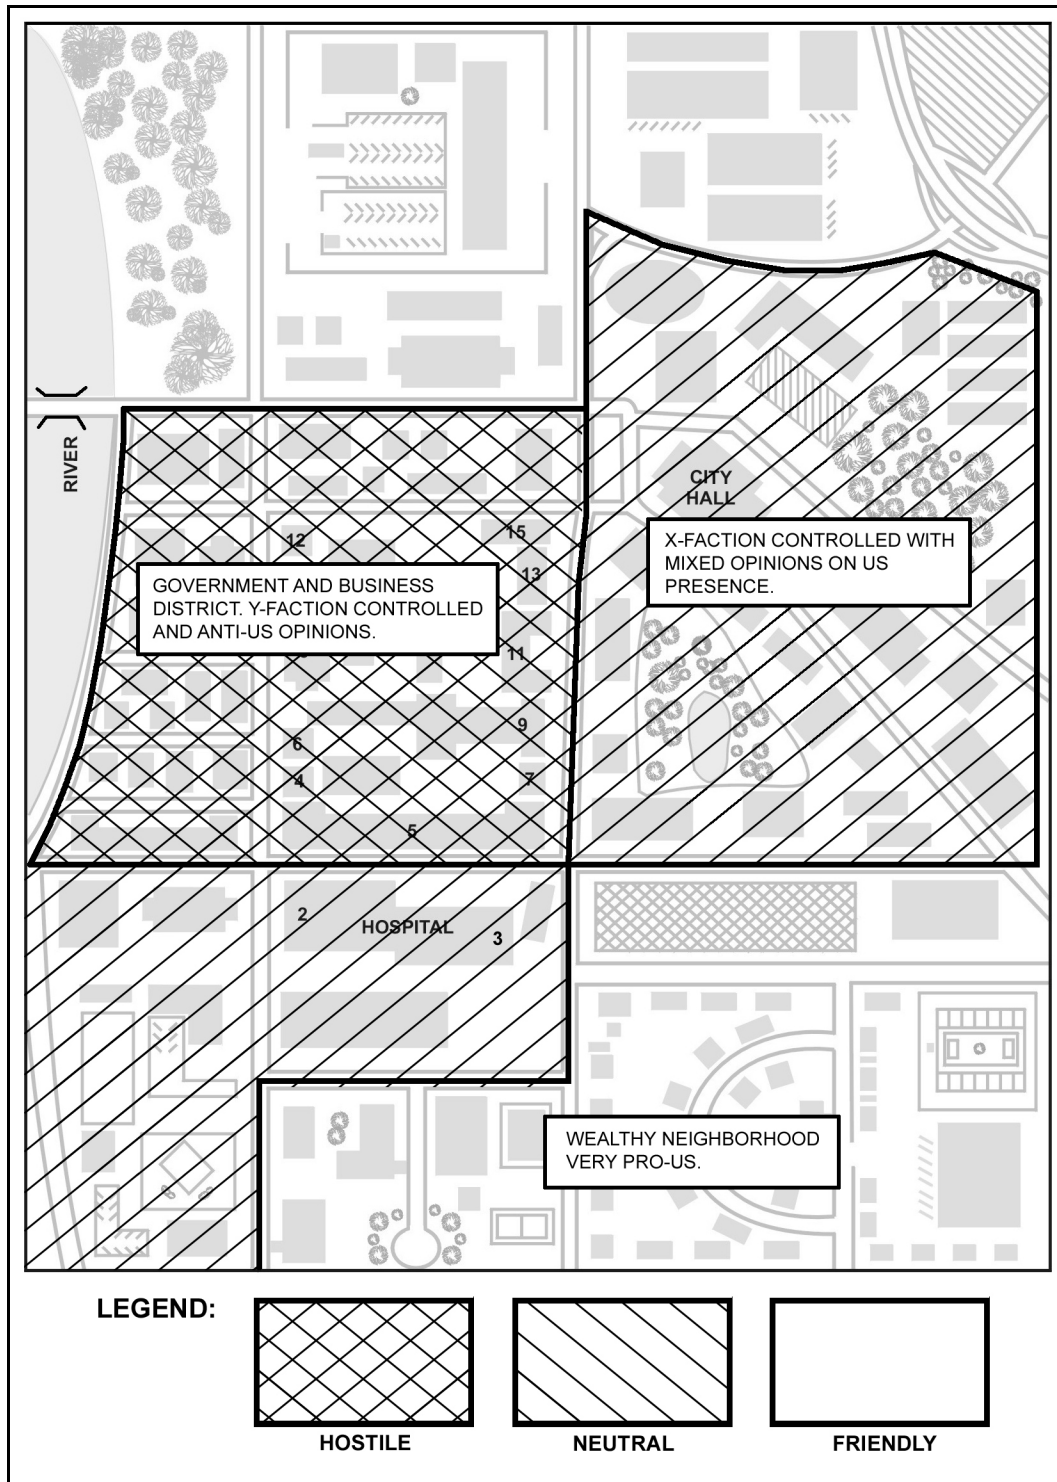 RIVER
CITY
HALL
12
15
X-FACTION CONTROLLED WITH
MIXED OPINIONS ON US
PRESENCE.
13
GOVERNMENT AND BUSINESS
DISTRICT. Y-FACTION CONTROLLED
AND ANTI-US OPINIONS.
11
9
6
4
7
5
2
HOSPITAL
3
WEALTHY NEIGHBORHOOD
VERY PRO-US.
LEGEND:
HOSTILE
NEUTRAL
FRIENDLY